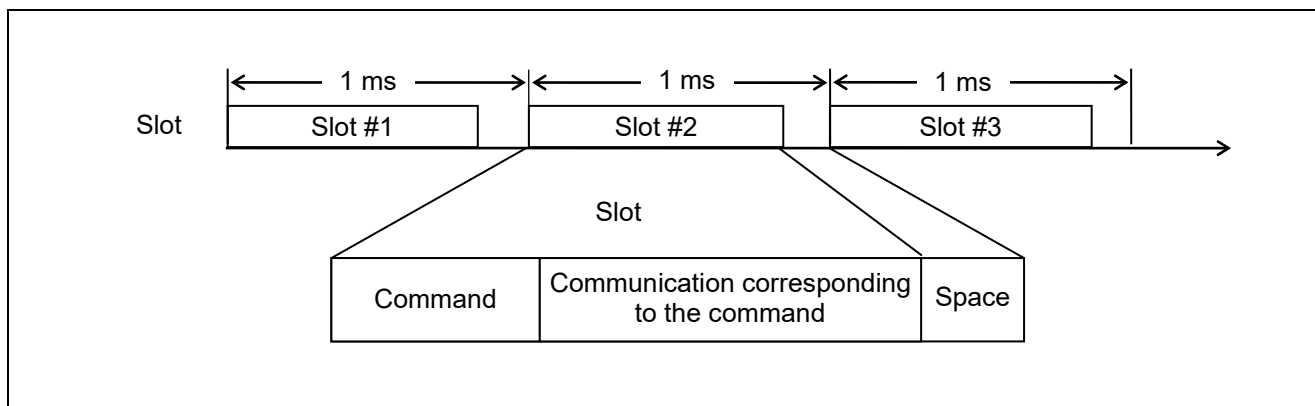 1 ms
1 ms
1 ms
Slot
Slot #1
Slot #2
Slot #3
Slot
Command
Communication corresponding
to the command
Space